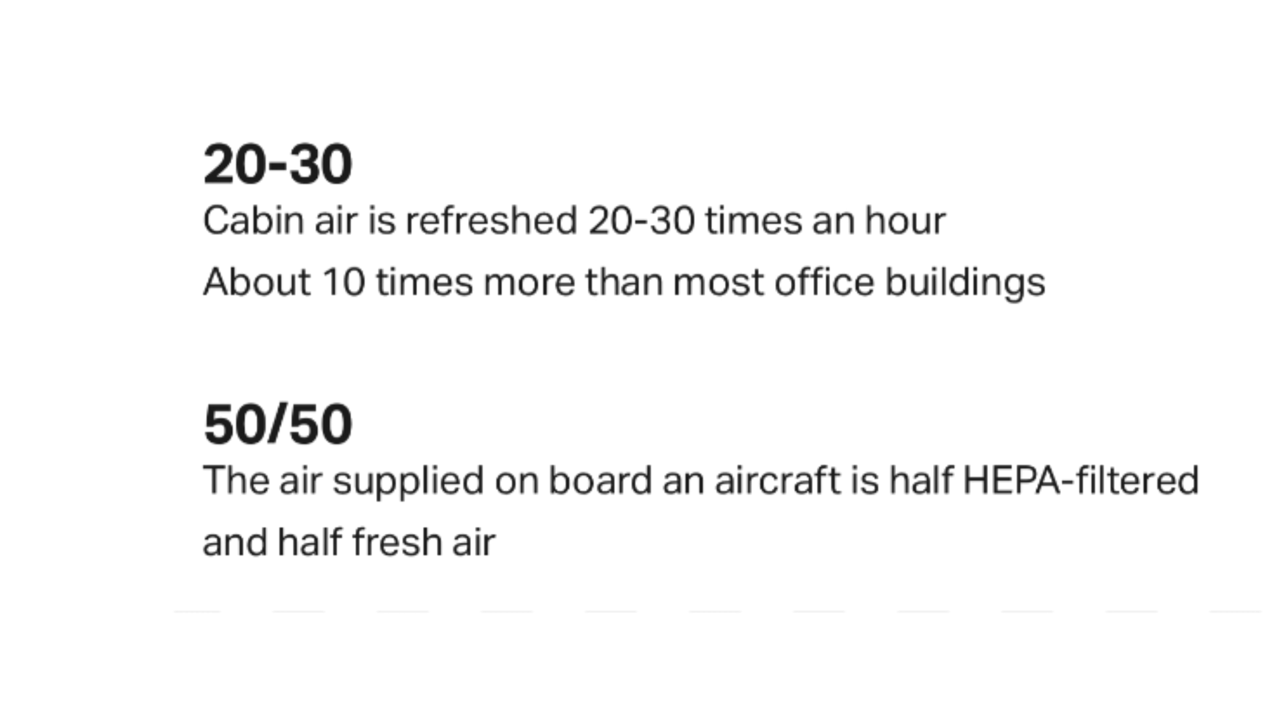 20-30
Cabin air is refreshed 20-30 times an hour
About 10 times more than most office buildings
50/50
The air supplied on board an aircraft is half HEPA-filtered
and half fresh air